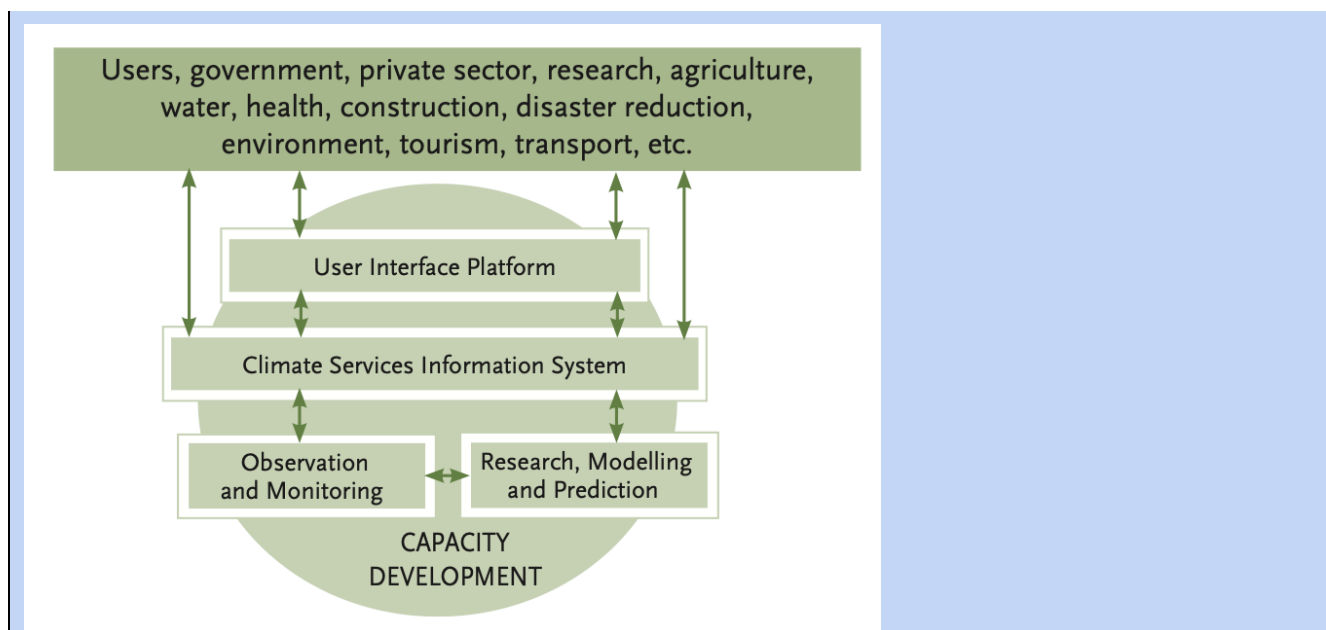 Users, government, private sector, research, agriculture,
water, health, construction, disaster reduction,
environment, tourism, transport, etc.
User Interface Platform
Climate Services Information System
Observation
and Monitoring
Research, Modelling
and Prediction
CAPACITY
DEVELOPMENT